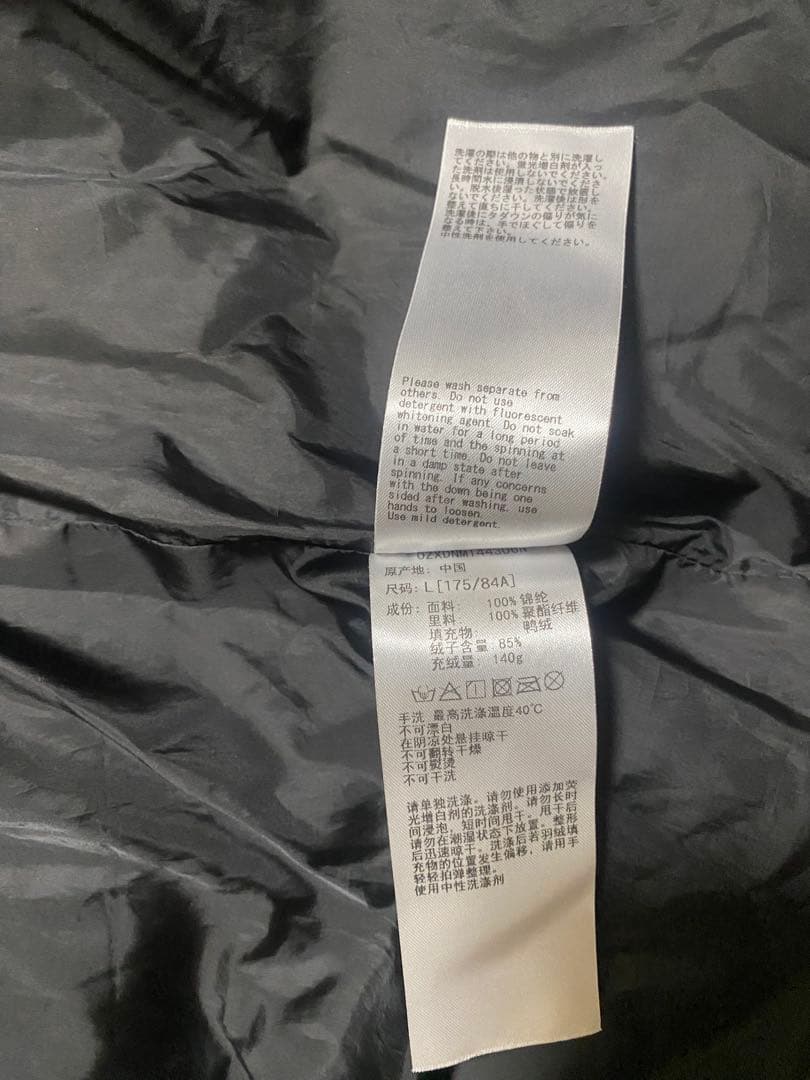 洗濯の際は他の物と別に洗濯し
てください。蛍光増白剤が入っ
た洗剤は使用しないでください。
長時間水に浸漬しないでくださ
い。脱水後湿った状態で放置し
ないでください。洗濯後は形を
整えて直ちに干してください。
洗濯後にタダウンの偏りが気に
なる時は、手でほぐして偏りを
整えて下さい。
中性洗剤を使用してください。
Please wash separate from
others. Do not use
detergent with fluorescent
whitening agent. Do not soak
in water for a long period
of time and the spinning at
a short time. Do not leave
in a damp state after
spinning. If any concerns
with the down being one
sided after washing, use
hands to loosen.
Use mild detergent.
原产地: 中国
尺码: L[175/84A]
成份: 面料: 100% 锦纶
里料: 100% 聚酯纤维
填充物: 鸭绒
绒子含量: 85%
充绒量: 140g
手洗 最高洗涤温度40℃
不可漂白
在阴凉处悬挂晾干
不可翻转干燥
不可熨烫
不可干洗
请单独洗涤。请勿使用添加荧
光增白剂的洗涤剂。请勿长时
间浸泡，短时间甩干。甩干后
请勿在潮湿状态下放置。整形
后迅速晾干。洗涤后若羽绒填
充物的位置发生偏移，请用手
轻轻拍弹整理。
使用中性洗涤剂